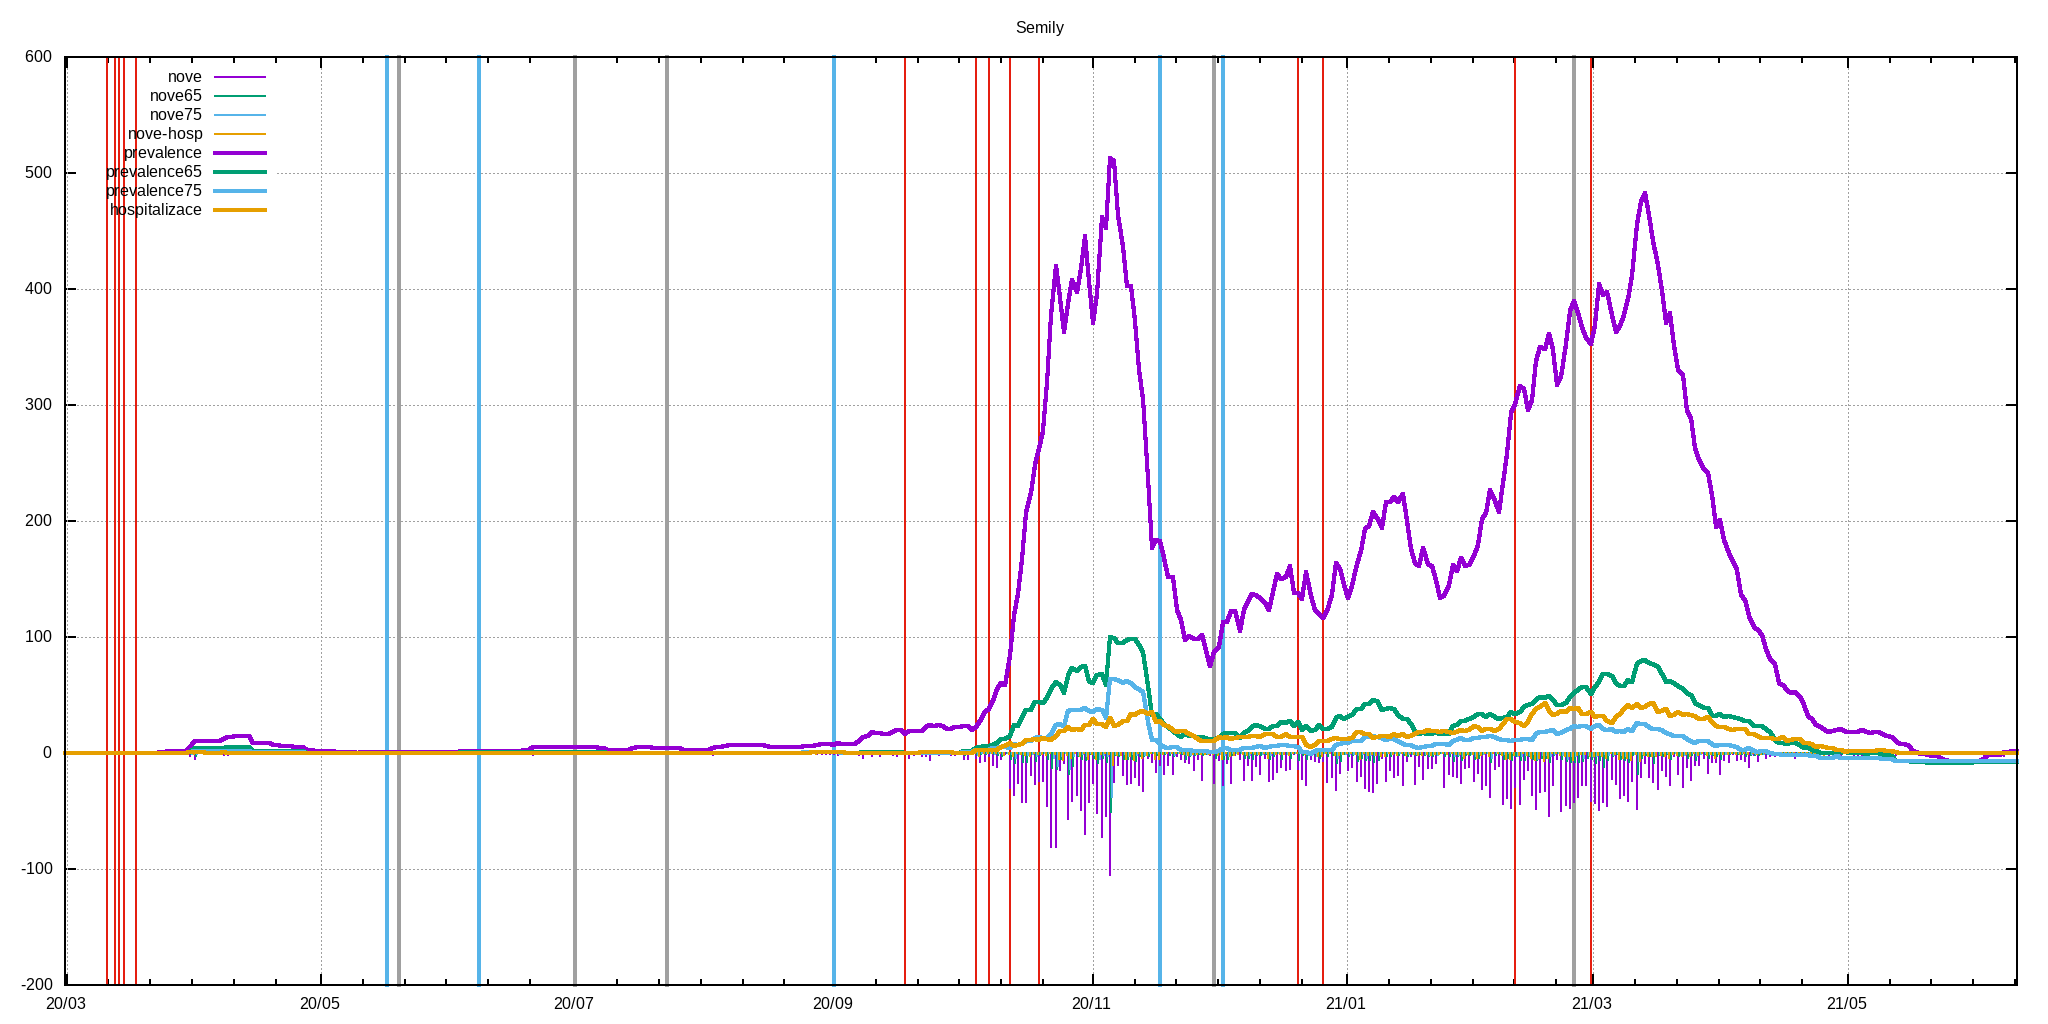 Semily
600
500
400
300
200
100
0
-100
-200
nove
nove65
nove75
nove-hosp
prevalence
prevalence65
prevalence75
hospitalizace
20/03 20/05 20/07 20/09 20/11 21/01 21/03 21/05